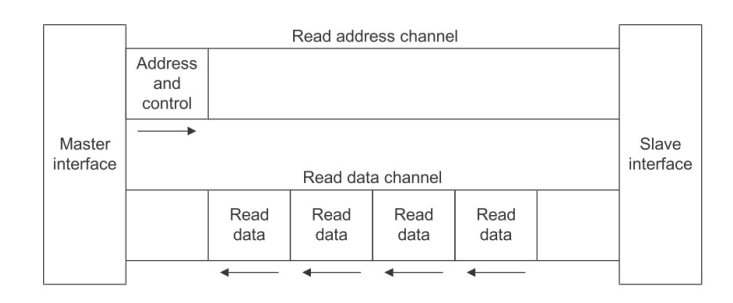 Read address channel
Address
and
control
Master
interface
Slave
interface
Read data channel
Read
data
Read
data
Read
data
Read
data